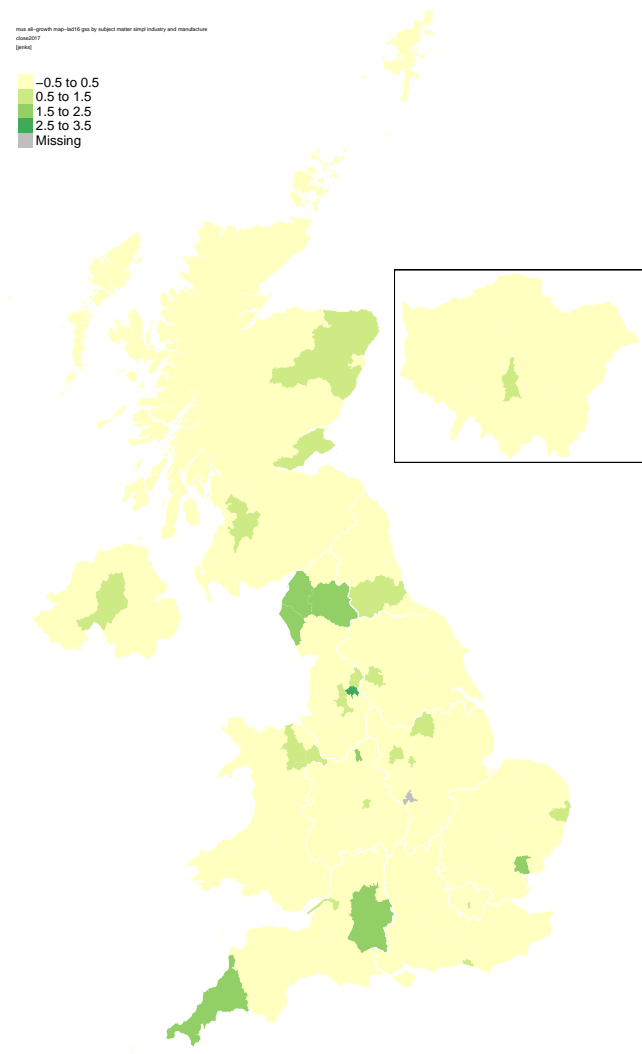 mus all−growth map−lad16 gss by subject matter simpl industry and manufacture
close2017
[jenks]
−0.5 to 0.5
0.5 to 1.5
1.5 to 2.5
2.5 to 3.5
Missing